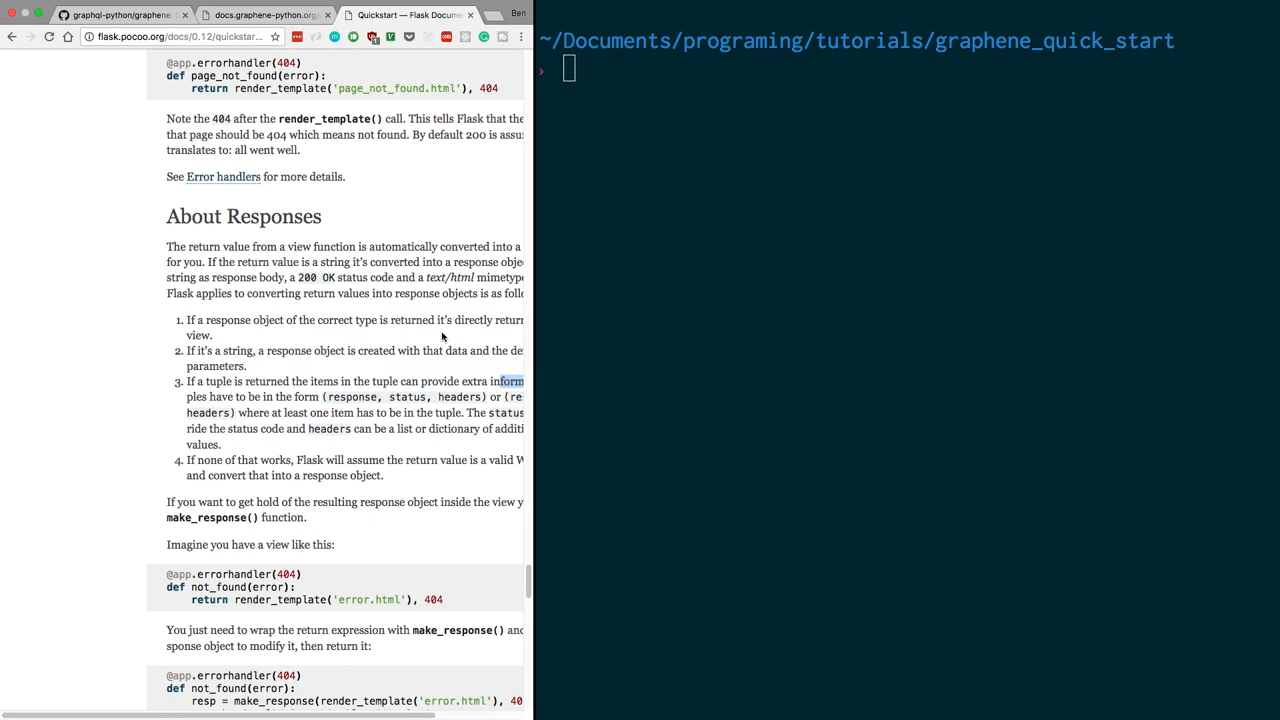 graphql-python/graphene:
docs.graphene-python.org/
Quickstart — Flask Docume
Ben
flask.pocoo.org/docs/0.12/quickstar...
@app.errorhandler(404)
def page_not_found(error):
return render_template('page_not_found.html'), 404
Note the 404 after the render_template() call. This tells Flask that the
that page should be 404 which means not found. By default 200 is assu
translates to: all went well.
See Error handlers for more details.
About Responses
The return value from a view function is automatically converted into a
for you. If the return value is a string it's converted into a response obje
string as response body, a 200 OK status code and a text/html mimetype
Flask applies to converting return values into response objects is as follo
1. If a response object of the correct type is returned it's directly return
view.
2. If it's a string, a response object is created with that data and the de
parameters.
3. If a tuple is returned the items in the tuple can provide extra inform
ples have to be in the form (response, status, headers) or (re
headers) where at least one item has to be in the tuple. The status
ride the status code and headers can be a list or dictionary of additi
values.
4. If none of that works, Flask will assume the return value is a valid W
and convert that into a response object.
If you want to get hold of the resulting response object inside the view y
make_response() function.
Imagine you have a view like this:
@app.errorhandler(404)
def not_found(error):
return render_template('error.html'), 404
You just need to wrap the return expression with make_response() and
sponse object to modify it, then return it:
@app.errorhandler(404)
def not_found(error):
resp = make_response(render_template('error.html'), 40
~/Documents/programing/tutorials/graphene_quick_start
›